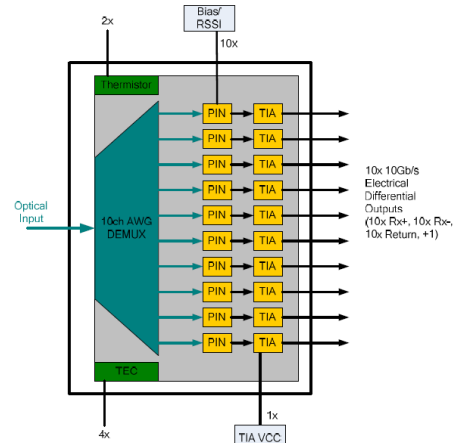 Bias/
RSSI
2x
10x
Thermistor
PIN TIA
PIN TIA
PIN TIA
PIN TIA
PIN TIA
PIN TIA
PIN TIA
PIN TIA
PIN TIA
PIN TIA
10x 10Gb/s
Electrical
Differential
Outputs
(10x Rx+, 10x Rx-,
10x Return, +1)
Optical
Input
10ch AWG
DEMUX
TEC
4x
1x
TIA VCC